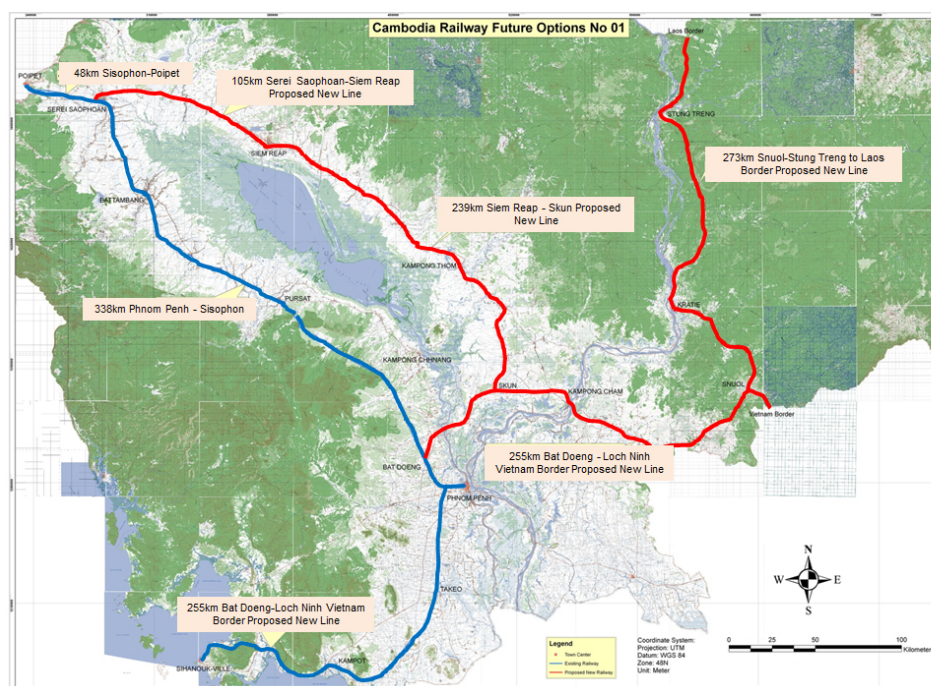 Cambodia Railway Future Options No 01
Laos Border
48km Sisophon-Poipet
POIPET
105km Serei Saophoan-Siem Reap
Proposed New Line
SEREI SAOPHOAN
STUNG TRENG
SIEM REAP
273km Snuol-Stung Treng to Laos
Border Proposed New Line
BATTAMBANG
239km Siem Reap - Skun Proposed
New Line
KAMPONG THOM
338km Phnom Penh - Sisophon
PURSAT
KRATIE
KAMPONG CHHNANG
SKUN
KAMPONG CHAM
SNUOL
Vietnam Border
BAT DOENG
255km Bat Doeng - Loch Ninh
Vietnam Border Proposed New Line
PHNOM PENH
N
W
E
S
TAKEO
255km Bat Doeng-Loch Ninh Vietnam
Border Proposed New Line
SIHANOUK-VILLE
KAMPOT
Legend
Town Center
Existing Railway
Proposed New Railway
Coordinate System:
Projection: UTM
Datum: WGS 84
Zone: 48N
Unit: Meter
0 12.5 25 50 100
Kilometer